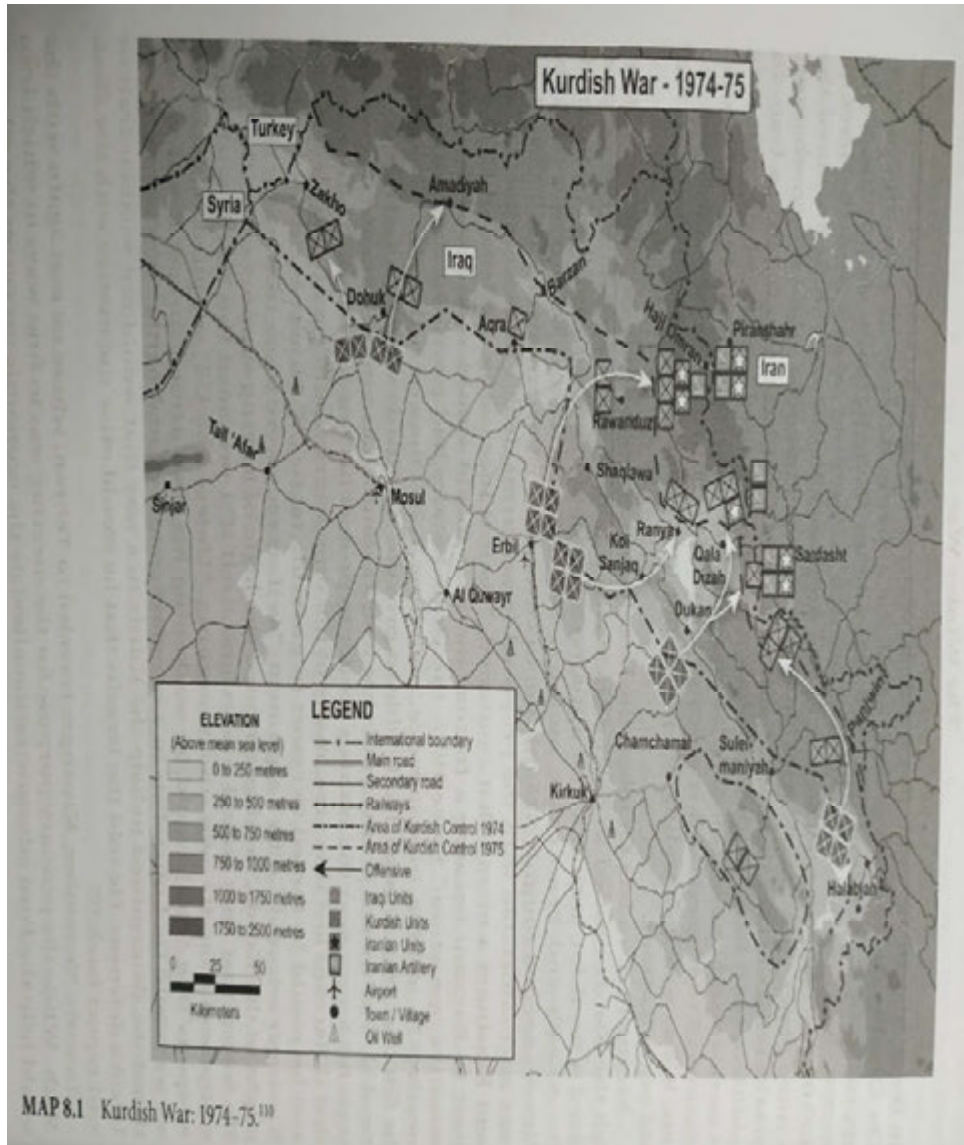 Kurdish War - 1974-75
Turkey
Zakho
Amadiyah
Syria
Iraq
Dohuk
Barzan
Aqra
Haji Omran
Piranshahr
Iran
Rawanduz
Tall 'Afar
Shaqlawa
Sinjar
Mosul
Erbil
Ranya
Koi
Sanjaq
Qala
Dizah
Sardasht
Al Quwayr
Dukan
Penjwin
Chamchamal
Sulei-
maniyah
Kirkuk
Halabjah
ELEVATION
(Above mean sea level)
0 to 250 metres
250 to 500 metres
500 to 750 metres
750 to 1000 metres
1000 to 1750 metres
1750 to 2500 metres
0 25 50
Kilometers
LEGEND
International boundary
Main road
Secondary road
Railways
Area of Kurdish Control 1974
Area of Kurdish Control 1975
Offensive
Iraqi Units
Kurdish Units
Iranian Units
Iranian Artillery
Airport
Town / Village
Oil Well
MAP 8.1 Kurdish War: 1974-75.¹¹⁰